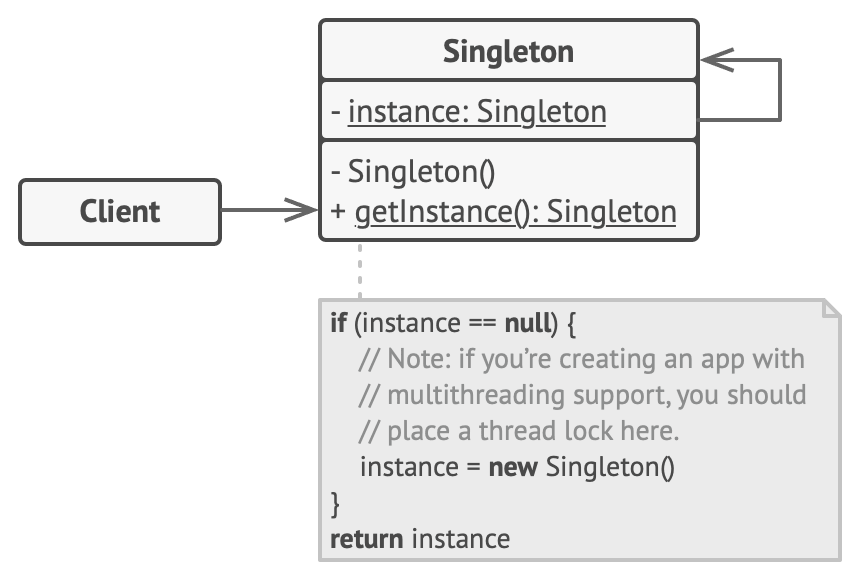 Singleton
- instance: Singleton
- Singleton()
+ getInstance(): Singleton
Client
if (instance == null) {
// Note: if you’re creating an app with
// multithreading support, you should
// place a thread lock here.
instance = new Singleton()
}
return instance